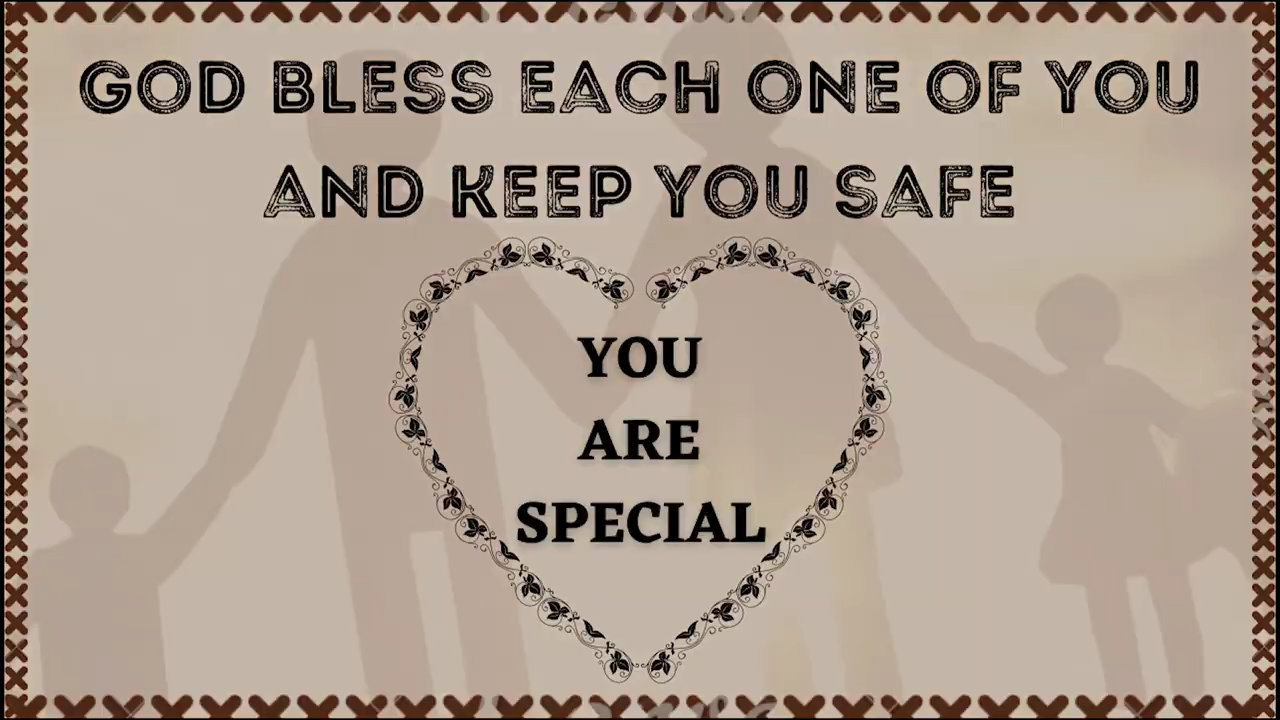 GOD BLESS EACH ONE OF YOU
AND KEEP YOU SAFE
YOU
ARE
SPECIAL